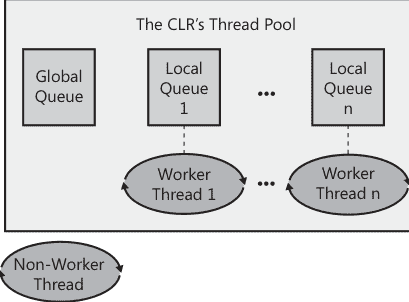 The CLR's Thread Pool
Global
Queue
Local
Queue
1
...
Local
Queue
n
Worker
Thread 1
...
Worker
Thread n
Non-Worker
Thread